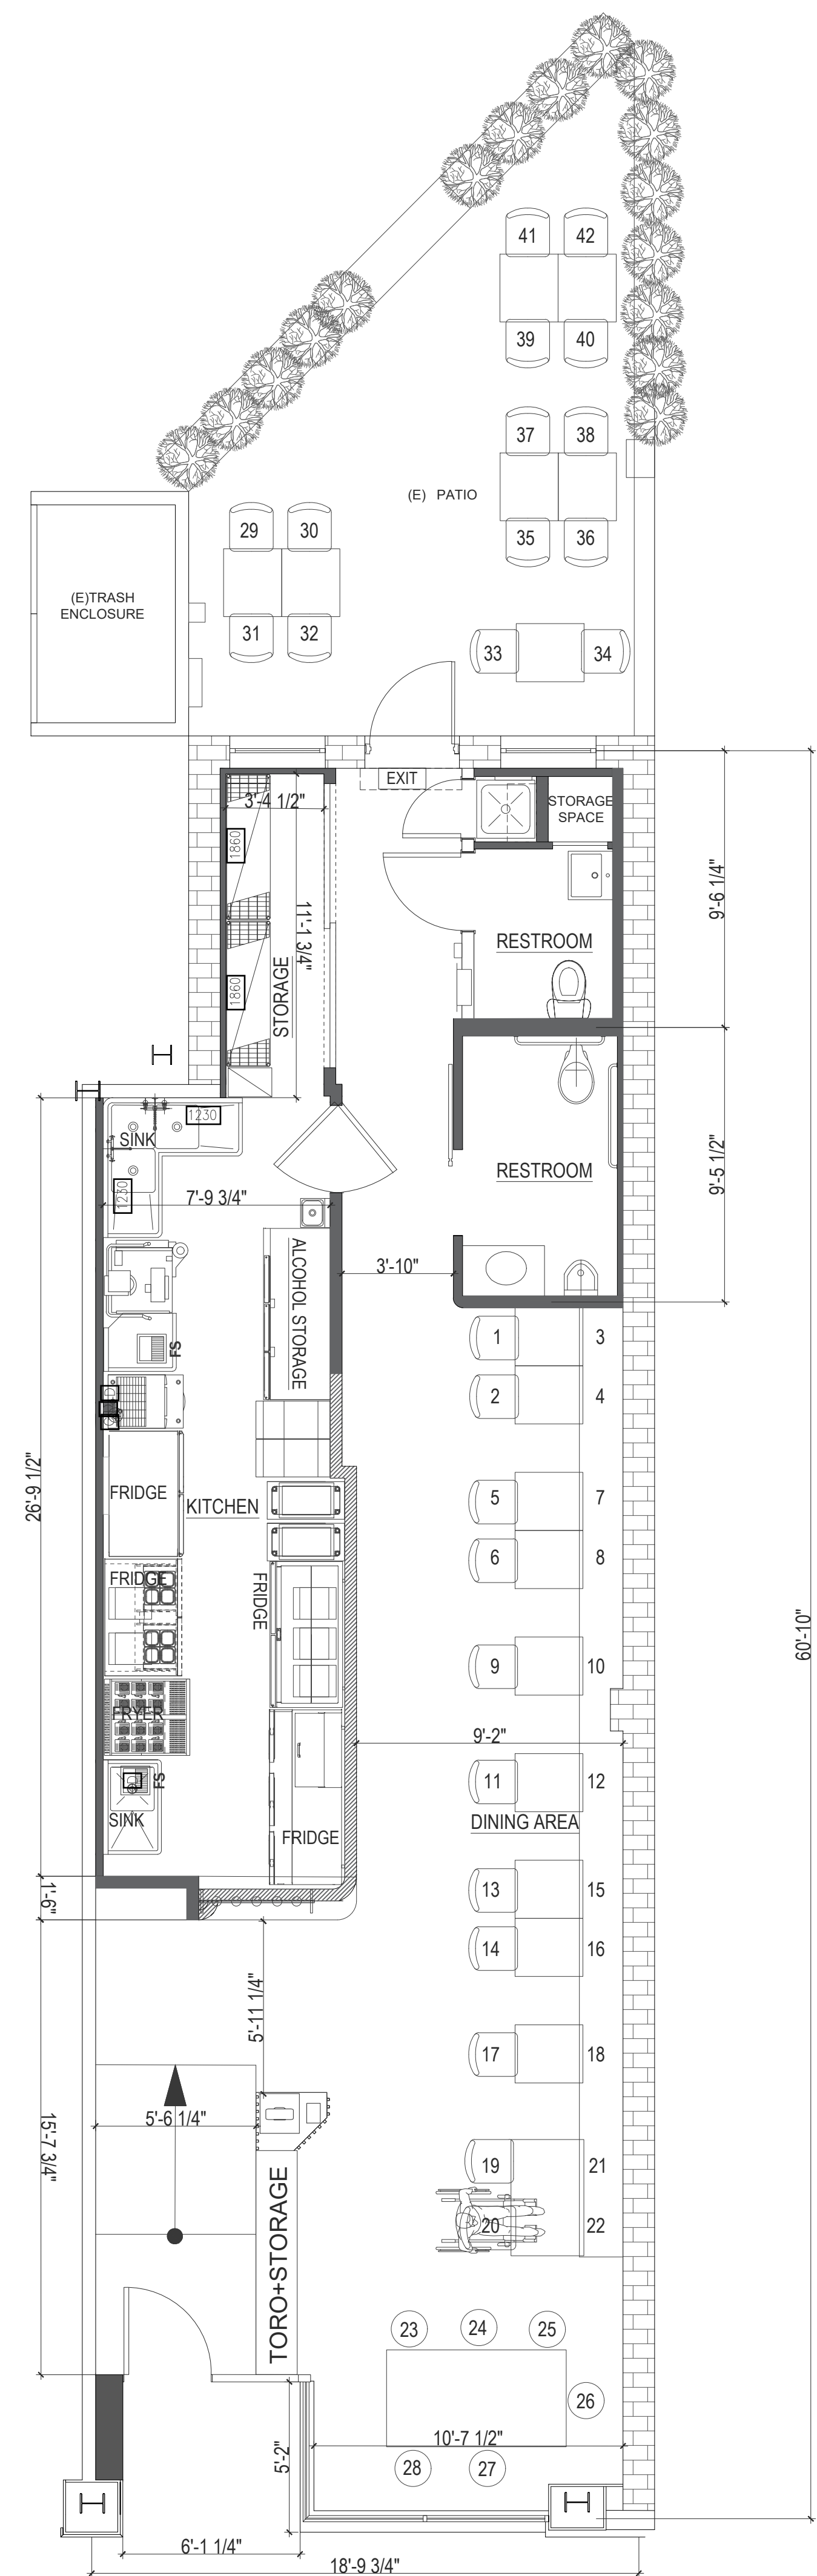 41 42
39 40
37 38
(E) PATIO
35 36
29 30
31 32
33 34
(E)TRASH
ENCLOSURE
EXIT
3'-4 1/2"
STORAGE
SPACE
1860
11'-1 3/4"
9'-6 1/4"
RESTROOM
1860
STORAGE
H
H
1230
SINK
1230
7'-9 3/4"
RESTROOM
9'-5 1/2"
3'-10"
ALCOHOL STORAGE
FS
1 3
2 4
FRIDGE
KITCHEN
5 7
6 8
26'-9 1/2"
FRIDGE
FRIDGE
60'-10"
9 10
FRYER
9'-2"
FS
11 12
SINK
DINING AREA
FRIDGE
13 15
1'-6"
14 16
5'-11 1/4"
17 18
5'-6 1/4"
15'-7 3/4"
19 21
20 22
TORO+STORAGE
23 24 25
26
10'-7 1/2"
5'-2"
28 27
H
H
6'-1 1/4"
18'-9 3/4"